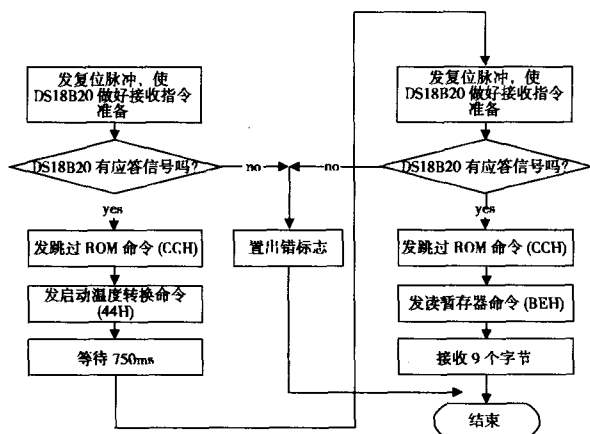 发复位脉冲，使
DS18B20 做好接收指令
准备
DS18B20 有应答信号吗?
no
yes
发跳过 ROM 命令 (CCH)
发启动温度转换命令
(44H)
等待 750ms
置出错标志
发复位脉冲，使
DS18B20 做好接收指令
准备
DS18B20 有应答信号吗?
no
yes
发跳过 ROM 命令 (CCH)
发读暂存器命令 (BEH)
接收 9 个字节
结束